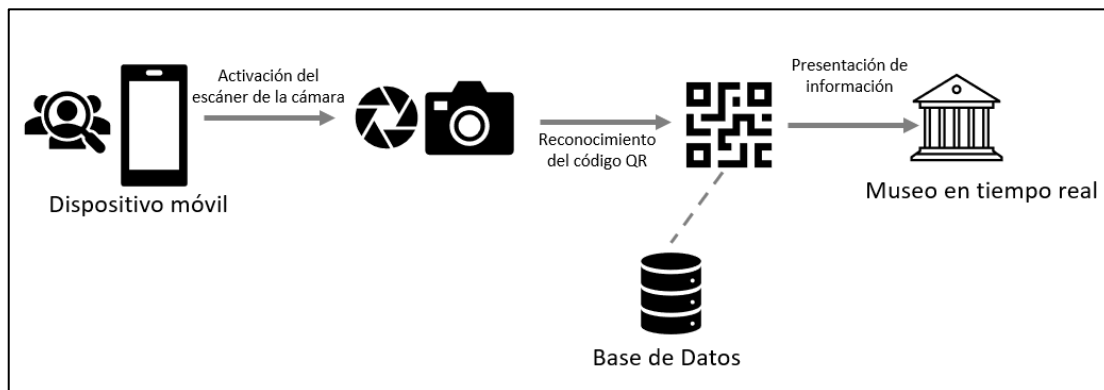 Activación del
escáner de la cámara
Dispositivo móvil
Reconocimiento
del código QR
Presentación de
información
Museo en tiempo real
Base de Datos